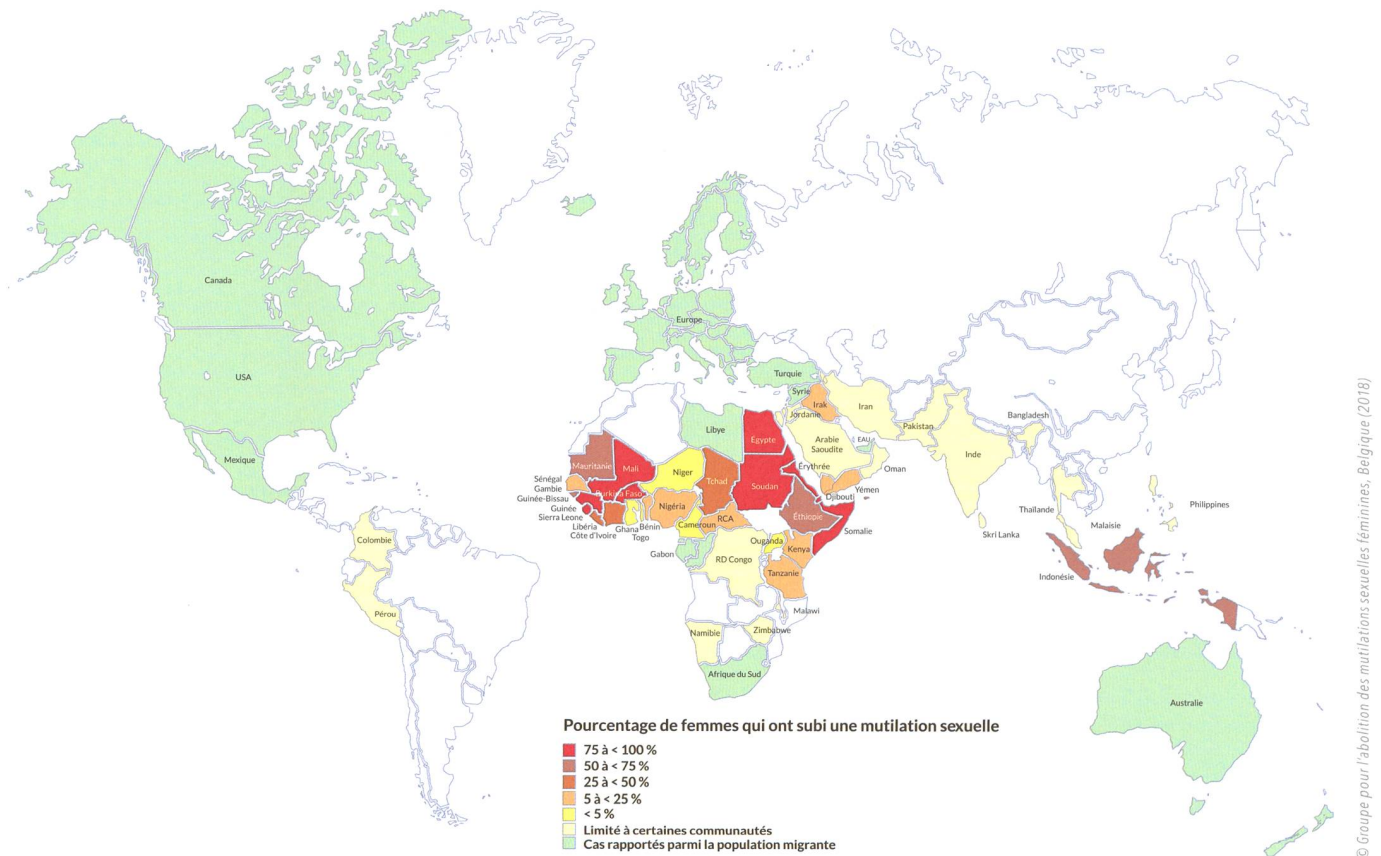 Canada
USA
Mexique
Colombie
Pérou
Europe
Turquie
Syrie
Irak
Jordanie
Iran
Pakistan
Bangladesh
Inde
Arabie
Saoudite
EAU
Oman
Yémen
Libye
Égypte
Érythrée
Mauritanie
Mali
Niger
Tchad
Soudan
Djibouti
Sénégal
Gambie
Guinée-Bissau
Guinée
Sierra Leone
Libéria
Côte d'Ivoire
Burkina Faso
Ghana
Togo
Bénin
Nigéria
Cameroun
RCA
Éthiopie
Somalie
Gabon
RD Congo
Ouganda
Kenya
Tanzanie
Malawi
Namibie
Zimbabwe
Afrique du Sud
Skri Lanka
Thaïlande
Malaisie
Philippines
Indonésie
Australie
Pourcentage de femmes qui ont subi une mutilation sexuelle
75 à < 100 %
50 à < 75 %
25 à < 50 %
5 à < 25 %
< 5 %
Limité à certaines communautés
Cas rapportés parmi la population migrante
© Groupe pour l'abolition des mutilations sexuelles féminines, Belgique (2018)